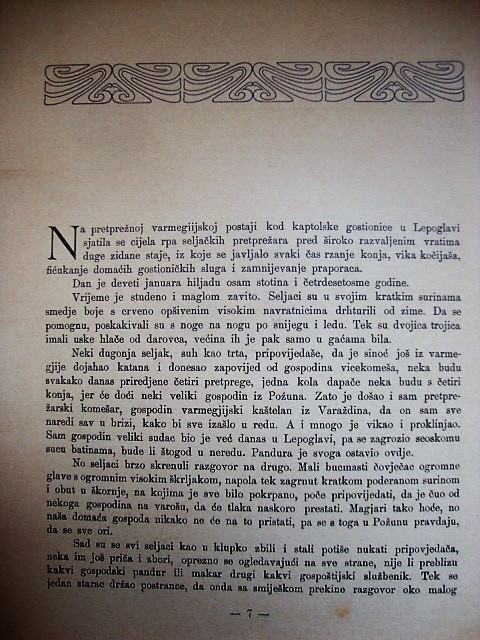 Na pretprežnoj varmegijskoj postaji kod kaptolske gostionice u Lepoglavi
sjatila se cijela rpa seljačkih pretprežara pred široko razvaljenim vratima
duge zidane staje, iz koje se javljalo svaki čas rzanje konja, vika kočijaša,
fićukanje domaćih gostioničkih sluga i zamnijevanje praporaca.
Dan je deveti januara hiljadu osam stotina i četrdesetosme godine.
Vrijeme je studeno i maglom zavito. Seljaci su u svojim kratkim surinama
smeđe boje s crveno opšivenim visokim navratnicima drhturili od zime. Da se
pomognu, poskakivali su s noge na nogu po snijegu i ledu. Tek su dvojica trojica
imali uske hlače od darovca, većina ih je pak samo u gaćama bila.
Neki dugonja seljak, suh kao trta, pripovijedaše, da je sinoć još iz varme-
gije dojahao katana i donesao zapovijed od gospodina vicekomeša, neka budu
svakako danas priređene četiri pretprege, jedna kola dapače neka budu s četiri
konja, jer će doći neki veliki gospodin iz Požuna. Zato je došao i sam pretpre-
žarski komešar, gospodin varmegjijski kaštelan iz Varaždina, da on sam sve
naredi sav u brizi, kako bi sve izašlo u redu. A i mnogo je vikao i proklinjao.
Sam gospodin veliki sudac bio je već danas u Lepoglavi, pa se zagrozio seoskomu
sucu batinama, bude li štogod u neredu. Pandura je svoga ostavio ovdje.
No seljaci brzo skrenuli razgovor na drugo. Mali bucmasti čovječac ogromne
glave s ogromnim visokim škrljakom, napola tek zagrnut kratkom poderanom surinom
i obut u škornje, na kojima je sve bilo pokrpano, poče pripovijedati, da je čuo od
nekoga gospodina na varošu, da će tlaka naskoro prestati. Magjari tako hoće, no
naša domaća gospoda nikako ne će na to pristati, pa se s toga u Požunu pravdaju,
da se sve ori.
Sad su se svi seljaci kao u klupko zbili i stali potiše nukati pripovjedača,
neka im još priča i zbori, oprezno se ogledavajući na sve strane, nije li preblizu
kakvi gospodski pandur ili makar drugi kakvi gospoštijski službenik. Tek se
jedan starac držao postrance, da onda sa smiješkom prekine razgovor oko malog
— 7 —